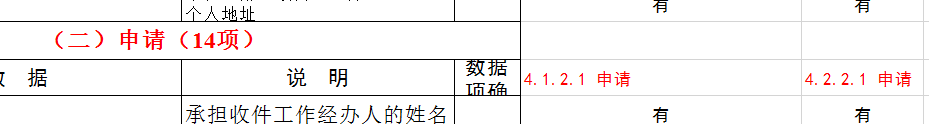 个人地址 有 有
（二）申请（14项）
据 说 明 数据项确 4.1.2.1 申请 4.2.2.1 申请
承担收件工作经办人的姓名 有 有